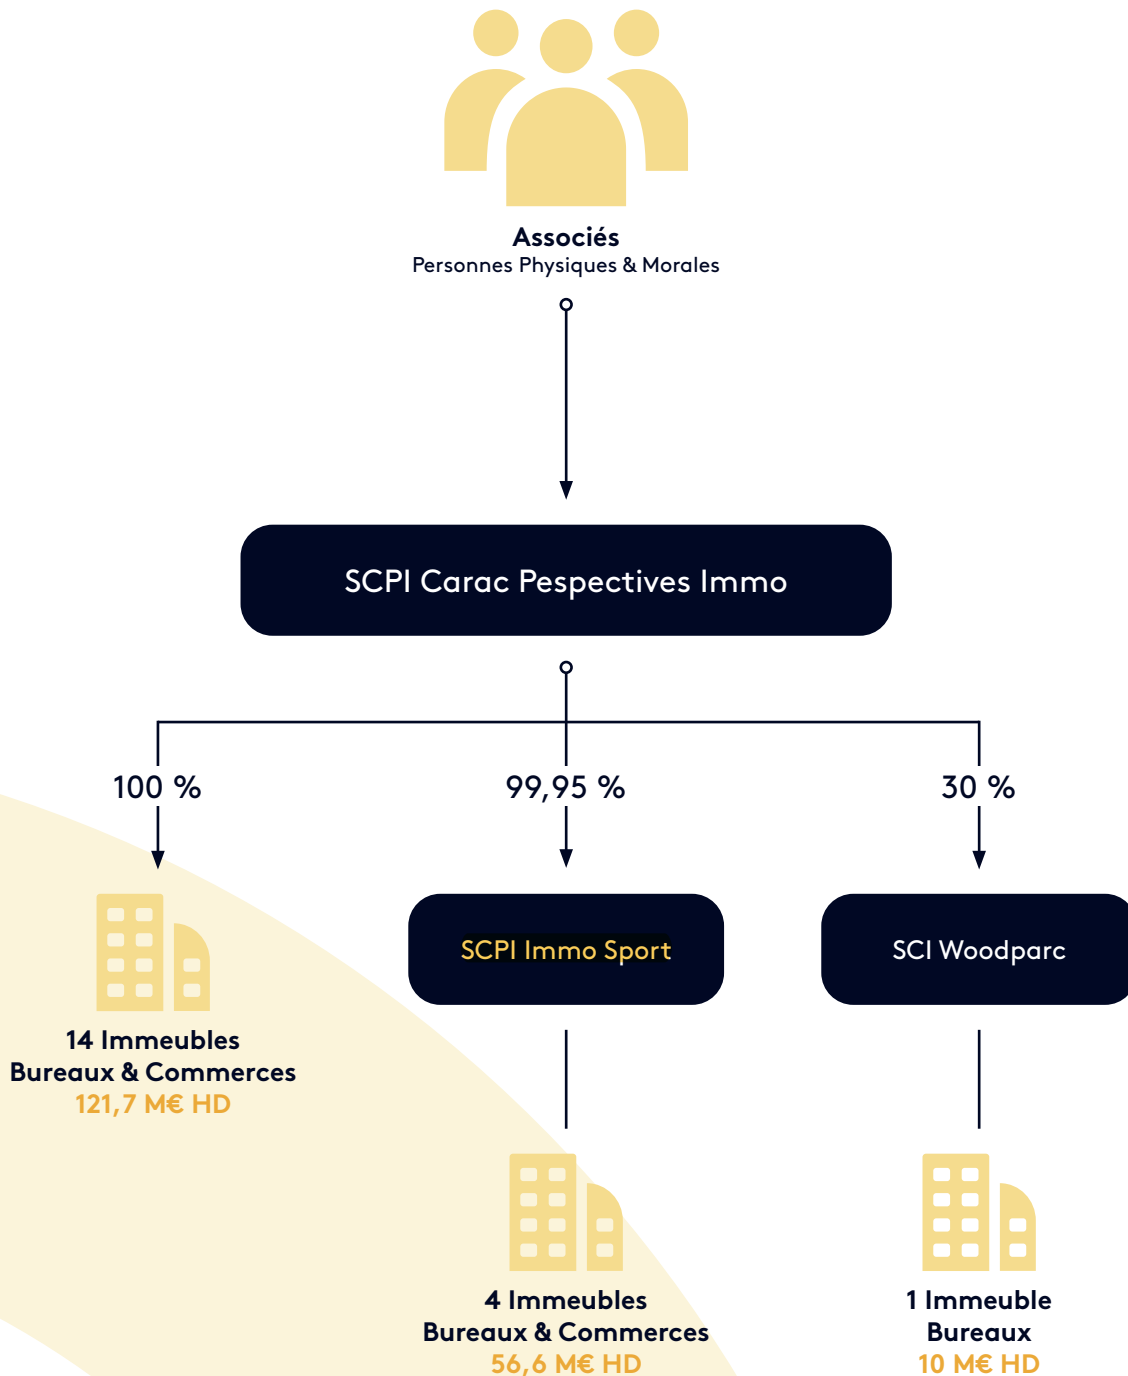 Associés
Personnes Physiques & Morales
SCPI Carac Pespectives Immo
100 %
99,95 %
30 %
SCPI Immo Sport
SCI Woodparc
14 Immeubles
Bureaux & Commerces
121,7 M€ HD
4 Immeubles
Bureaux & Commerces
56,6 M€ HD
1 Immeuble
Bureaux
10 M€ HD